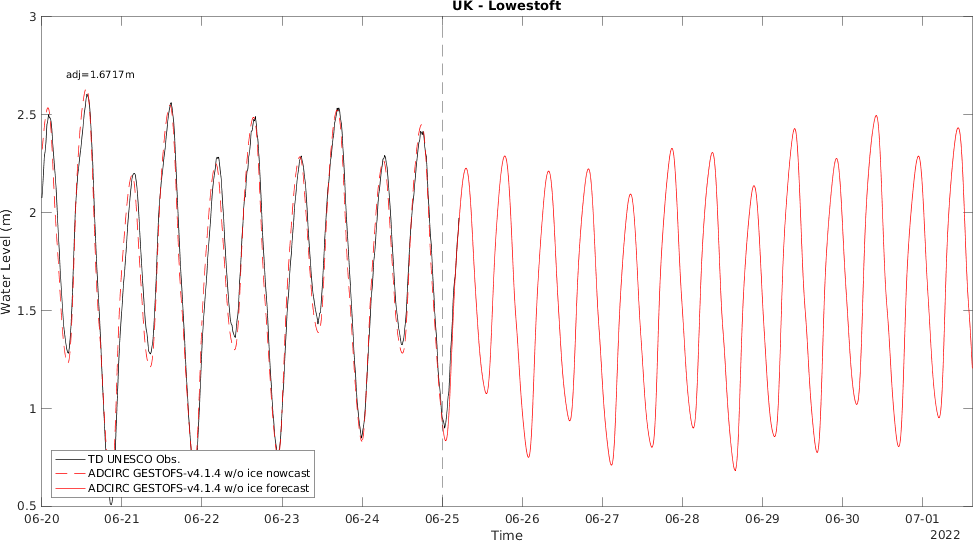 UK - Lowestoft
adj=1.6717m
Water Level (m)
3
2.5
2
1.5
1
0.5
TD UNESCO Obs.
ADCIRC GESTOFS-v4.1.4 w/o ice nowcast
ADCIRC GESTOFS-v4.1.4 w/o ice forecast
06-20 06-21 06-22 06-23 06-24 06-25 06-26 06-27 06-28 06-29 06-30 07-01
Time
2022